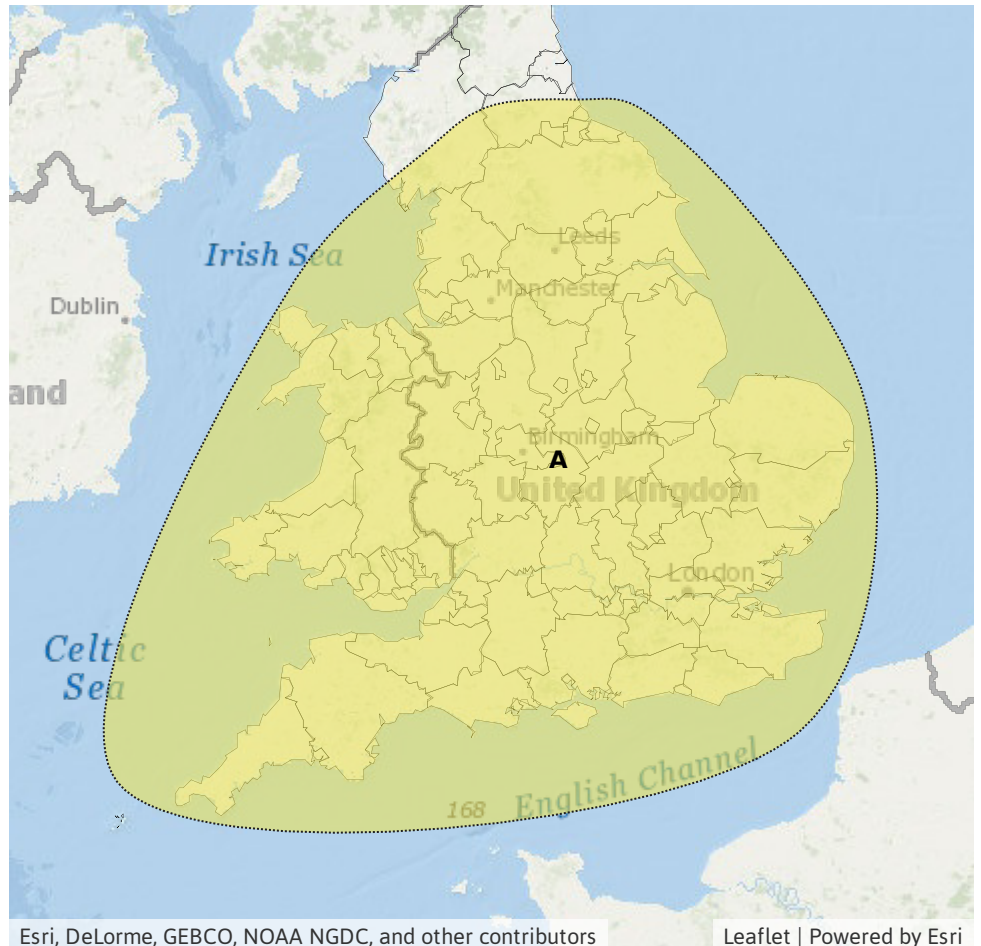 Irish Sea
Leeds
Manchester
Dublin
and
Birmingham
A
United Kingdom
London
Celtic
Sea
English Channel
168
Esri, DeLorme, GEBCO, NOAA NGDC, and other contributors
Leaflet | Powered by Esri